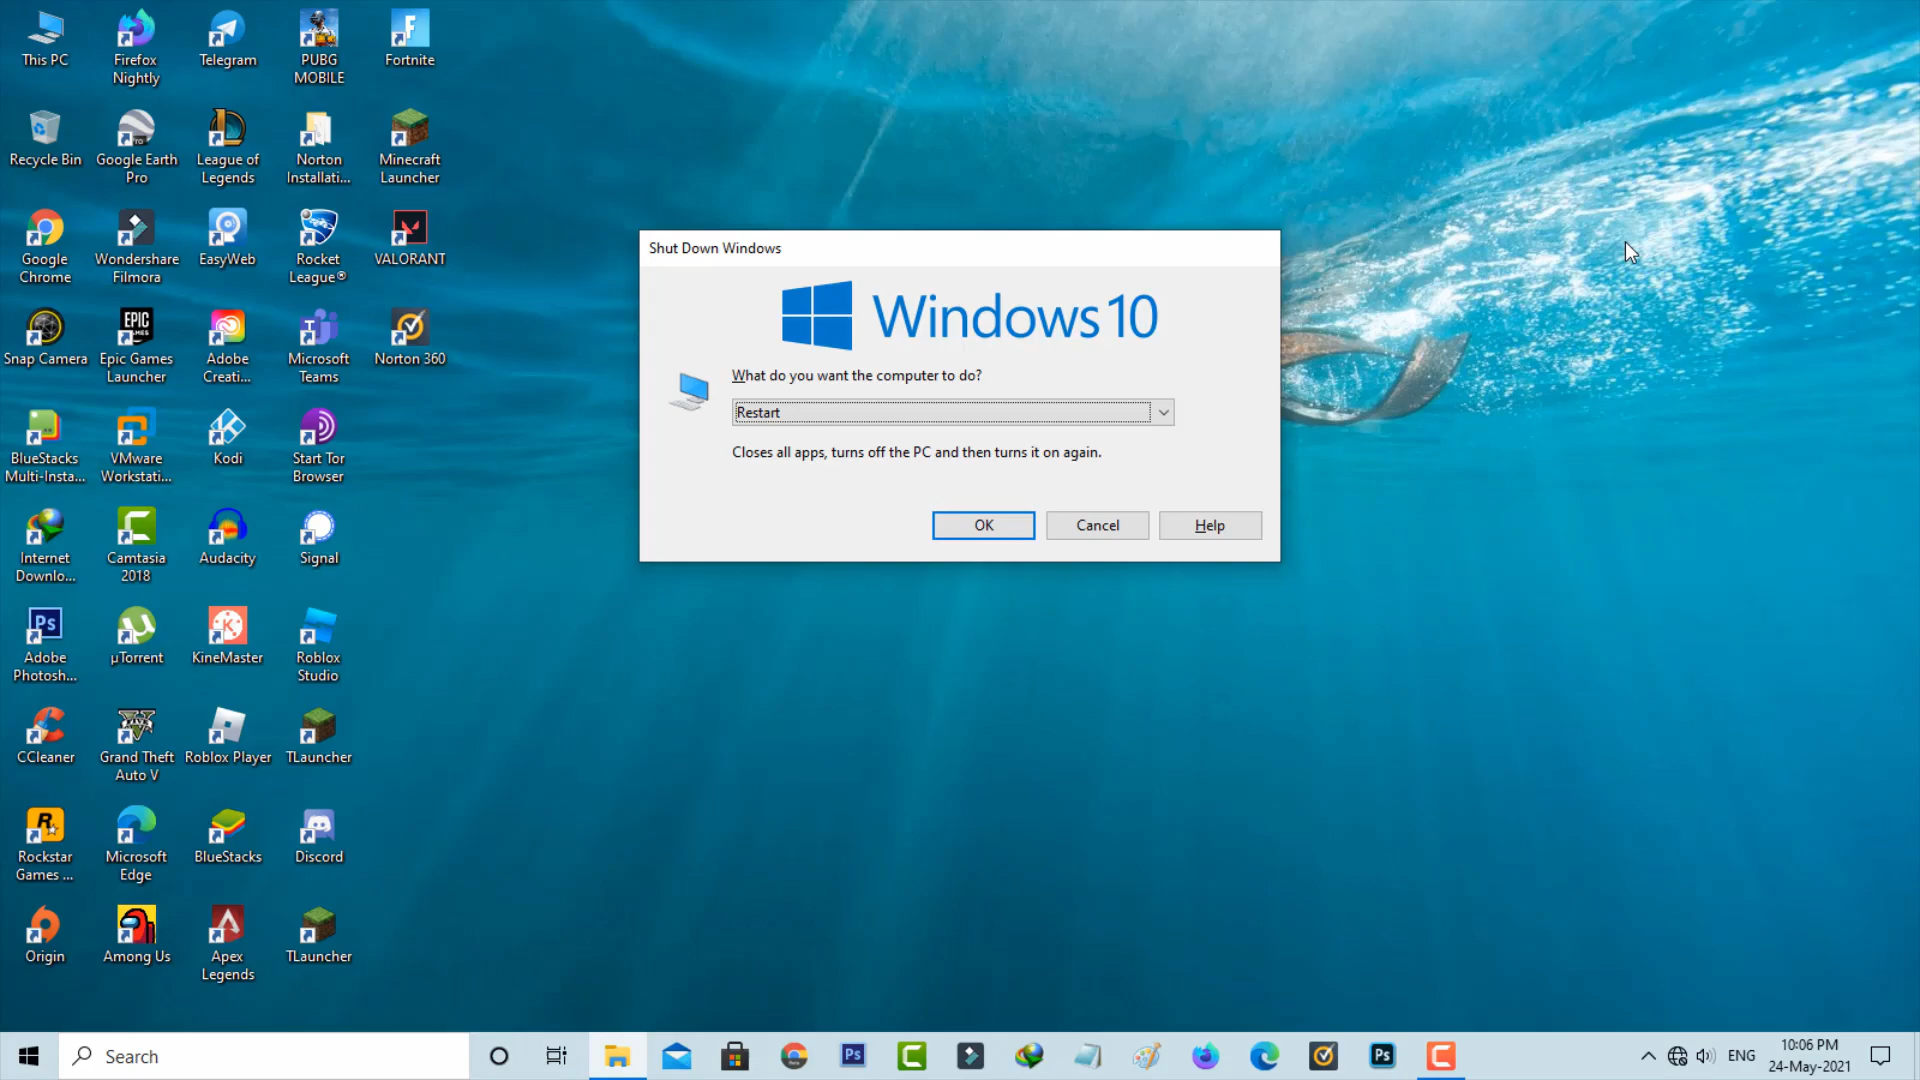 This PC
Firefox
Nightly
Telegram
PUBG
MOBILE
Fortnite
Recycle Bin
Google Earth
Pro
League of
Legends
Norton
Installati...
Minecraft
Launcher
Google
Chrome
Wondershare
Filmora
EasyWeb
Rocket
League®
VALORANT
Snap Camera
EPIC
GAMES
Epic Games
Launcher
Adobe
Creati...
Microsoft
Teams
Norton 360
BlueStacks
Multi-Insta...
VMware
Workstati...
Kodi
Start Tor
Browser
Internet
Downlo...
Camtasia
2018
Audacity
Signal
Ps
Adobe
Photosh...
µTorrent
KineMaster
Roblox
Studio
CCleaner
Grand Theft
Auto V
Roblox Player
TLauncher
Rockstar
Games ...
Microsoft
Edge
BlueStacks
Discord
Origin
Among Us
Apex
Legends
TLauncher
Shut Down Windows
Windows 10
What do you want the computer to do?
Restart
Closes all apps, turns off the PC and then turns it on again.
OK
Cancel
Help
Search
Ps
Ps
ENG
10:06 PM
24-May-2021